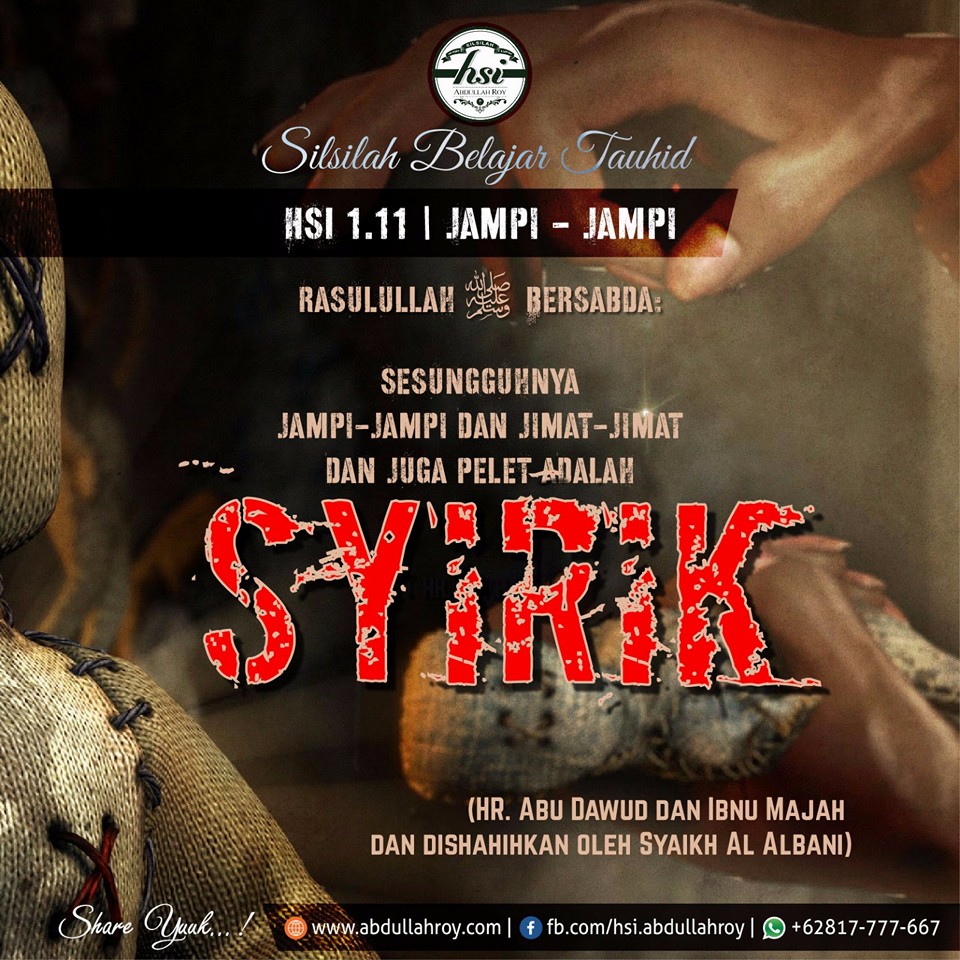 SILSILAH
hsi
ABDULLAH ROY
Silsilah Belajar Tauhid
HSI 1.11 | JAMPI - JAMPI
RASULULLAH ﷺ BERSABDA:
SESUNGGUHNYA
JAMPI-JAMPI DAN JIMAT-JIMAT
DAN JUGA PELET ADALAH
SYiRiK
(HR. ABU DAWUD DAN IBNU MAJAH
DAN DISHAHIHKAN OLEH SYAIKH AL ALBANI)
Share Yuuk...! www.abdullahroy.com | fb.com/hsi.abdullahroy | +62817-777-667